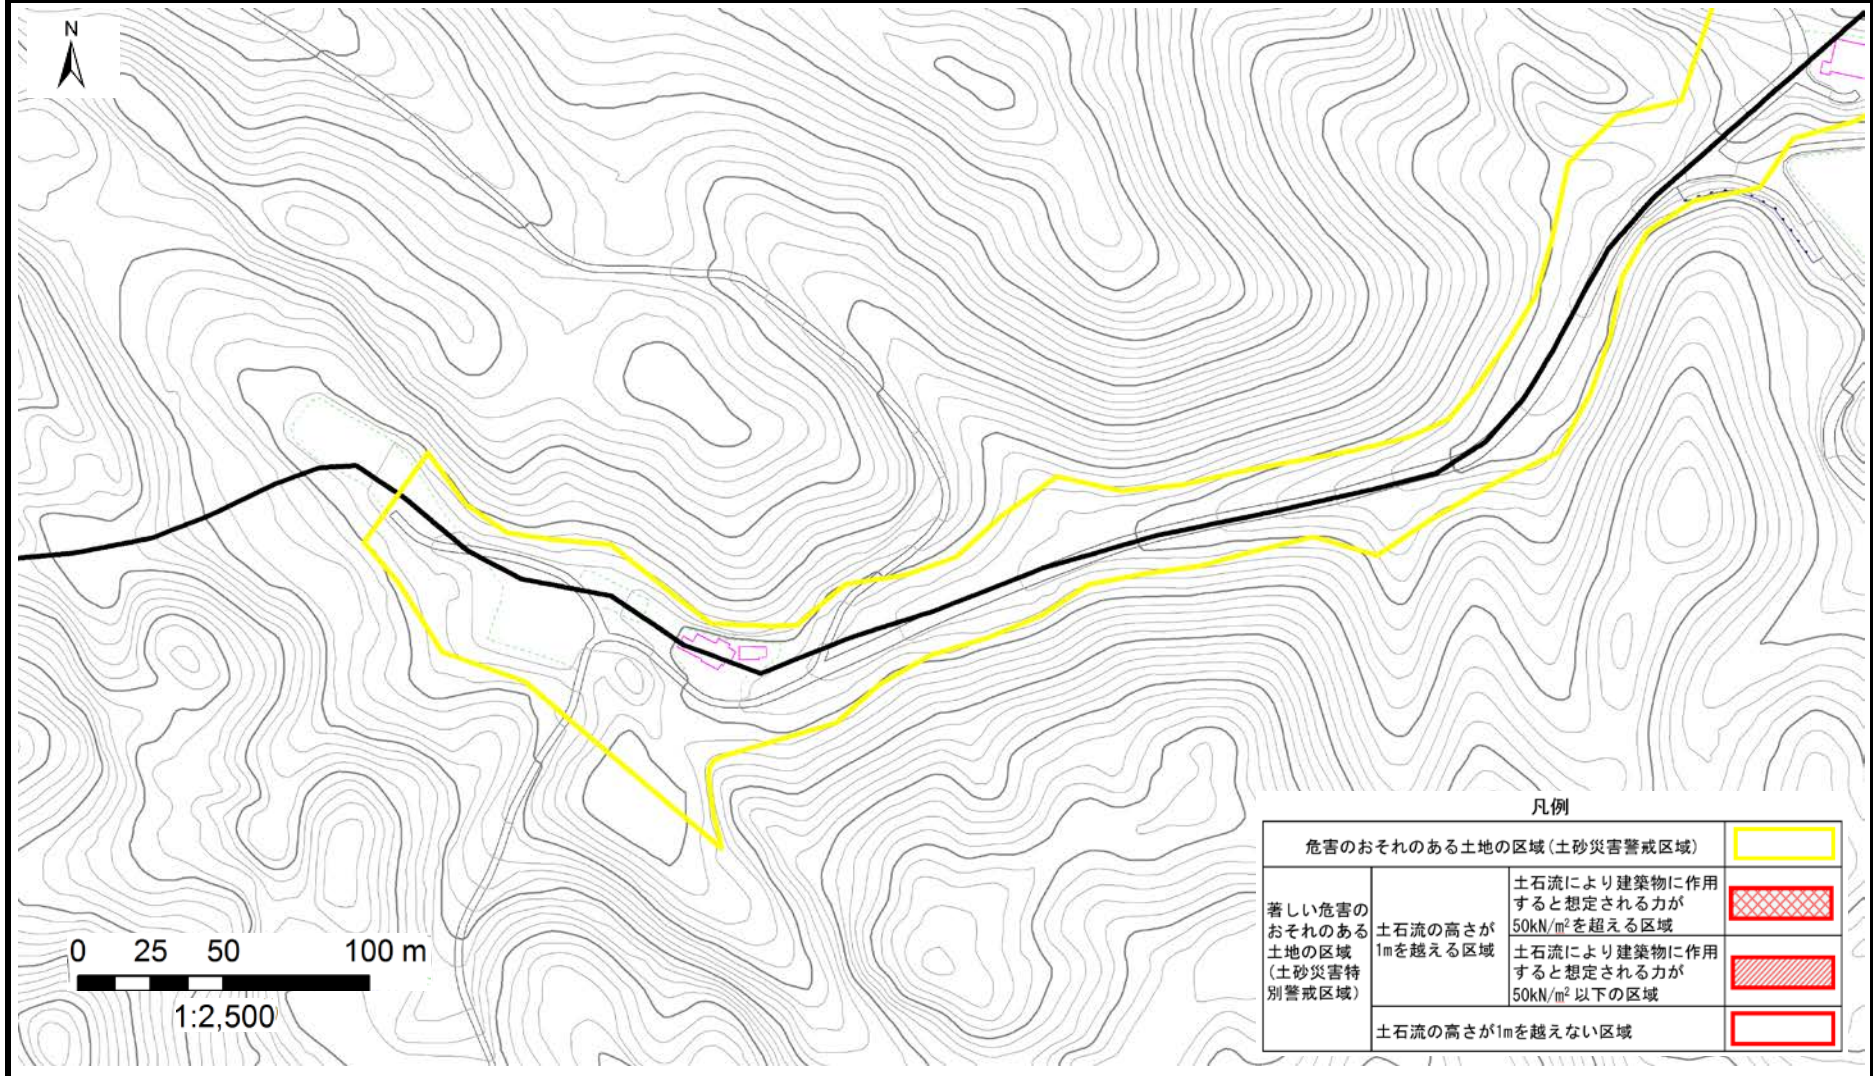 N
0 25 50 100 m
1:2,500
凡例
危害のおそれのある土地の区域(土砂災害警戒区域)
著しい危害の
おそれのある
土地の区域
(土砂災害特
別警戒区域)
土石流の高さが
1mを越える区域
土石流により建築物に作用
すると想定される力が
50kN/m²を超える区域
土石流により建築物に作用
すると想定される力が
50kN/m² 以下の区域
土石流の高さが1mを越えない区域